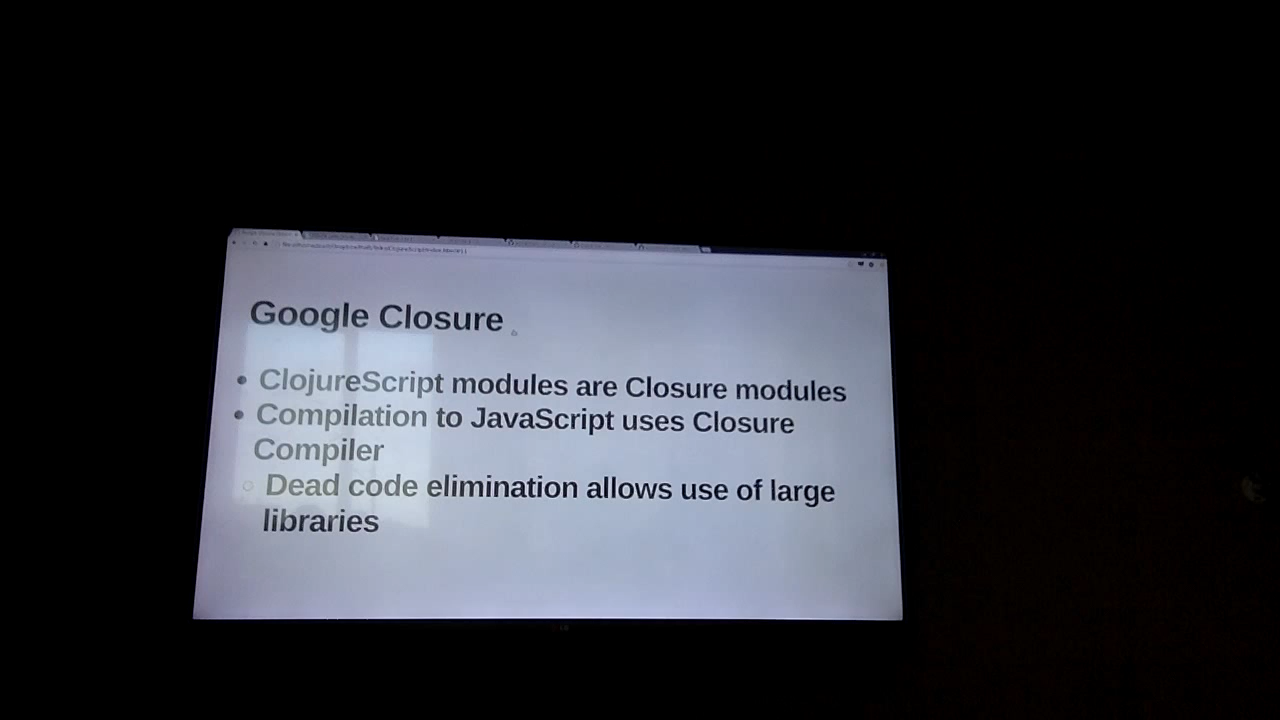 Google Closure
ClojureScript modules are Closure modules
Compilation to JavaScript uses Closure
Compiler
Dead code elimination allows use of large
libraries